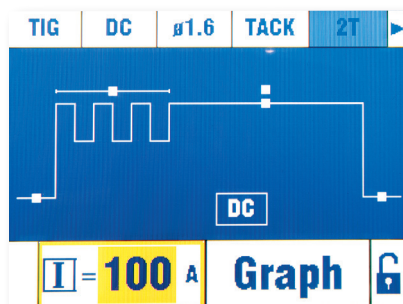 TIG DC ø1.6 TACK 2T
DC
I = 100 A Graph